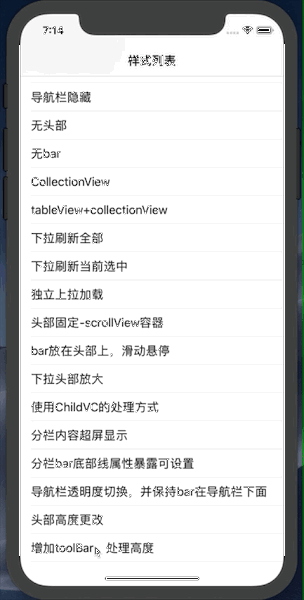 7:14
样式列表
导航栏隐藏
无头部
无bar
CollectionView
tableView+collectionView
下拉刷新全部
下拉刷新当前选中
独立上拉加载
头部固定-scrollView容器
bar放在头部上，滑动悬停
下拉头部放大
使用ChildVC的处理方式
分栏内容超屏显示
分栏bar底部线属性暴露可设置
导航栏透明度切换，并保持bar在导航栏下面
头部高度更改
增加toolBar，处理高度